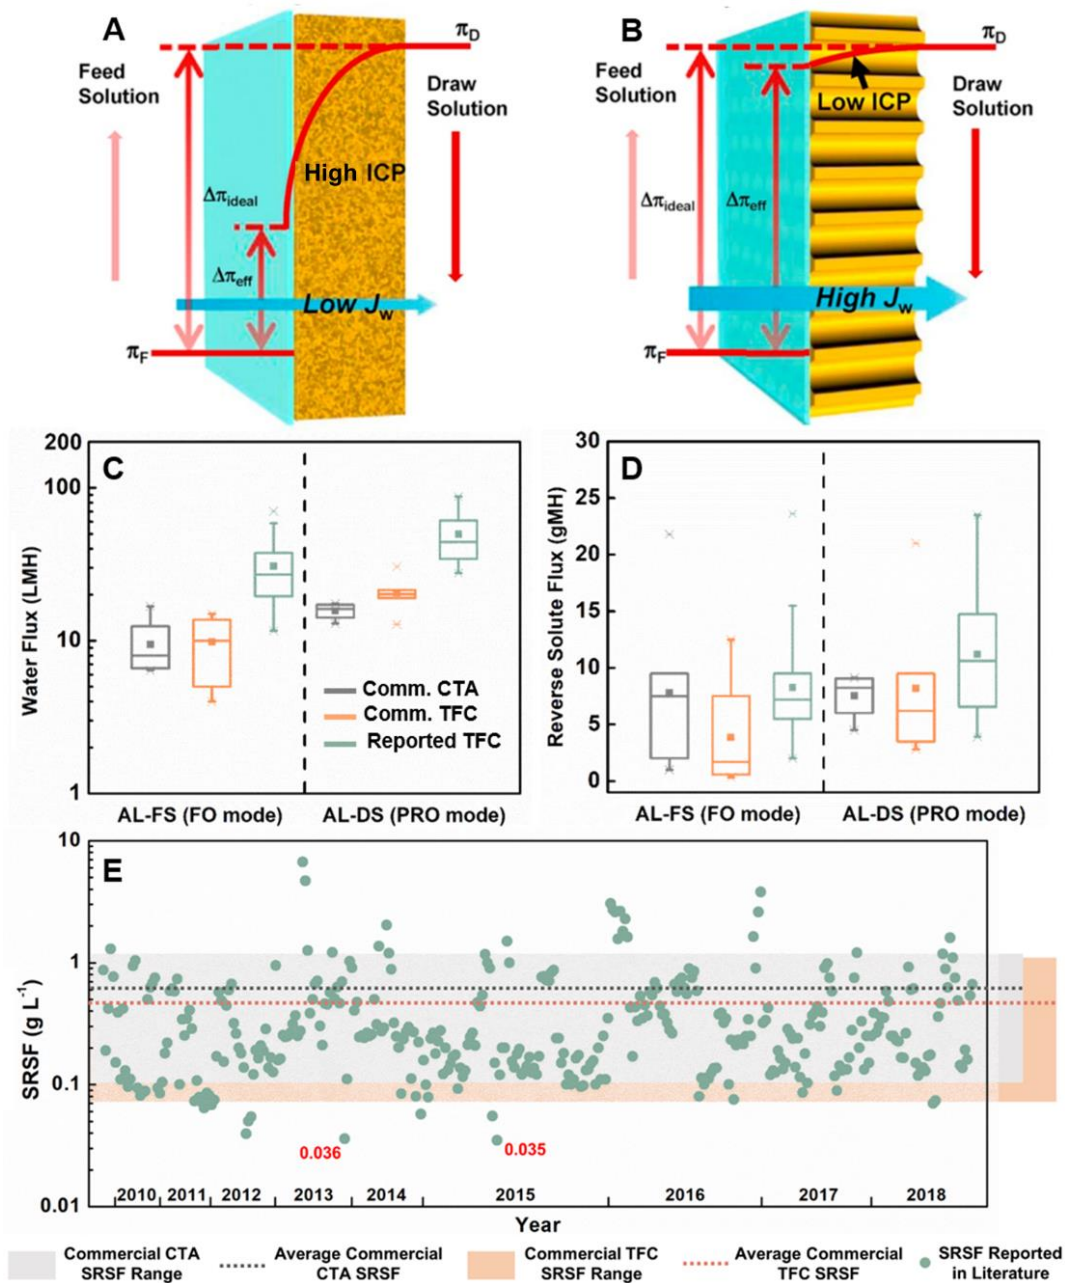 A
πD
Feed
Solution
Draw
Solution
High ICP
Δπideal
Δπeff
Low Jw
πF
B
πD
Feed
Solution
Draw
Solution
Low ICP
Δπideal
Δπeff
High Jw
πF
C
200
100
10
1
Water Flux (LMH)
Comm. CTA
Comm. TFC
Reported TFC
AL-FS (FO mode)
AL-DS (PRO mode)
D
30
25
20
15
10
5
0
Reverse Solute Flux (gMH)
AL-FS (FO mode)
AL-DS (PRO mode)
E
10
1
0.1
0.01
SRSF (g L-1)
0.036
0.035
2010 2011 2012 2013 2014 2015 2016 2017 2018
Year
Commercial CTA
SRSF Range
Average Commercial
CTA SRSF
Commercial TFC
SRSF Range
Average Commercial
TFC SRSF
SRSF Reported
in Literature